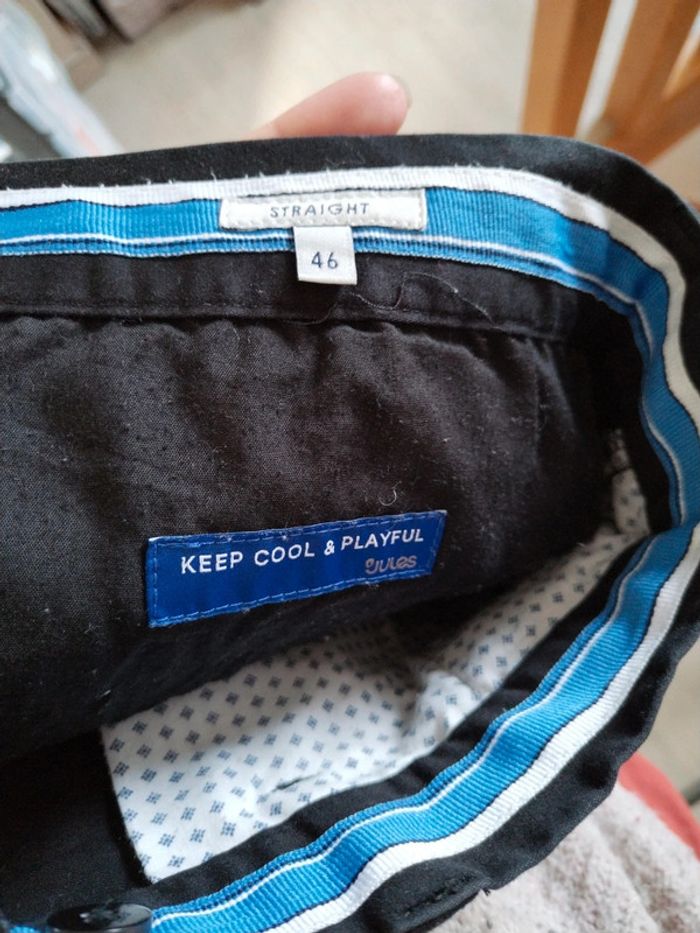 STRAIGHT
46
KEEP COOL & PLAYFUL
JULES